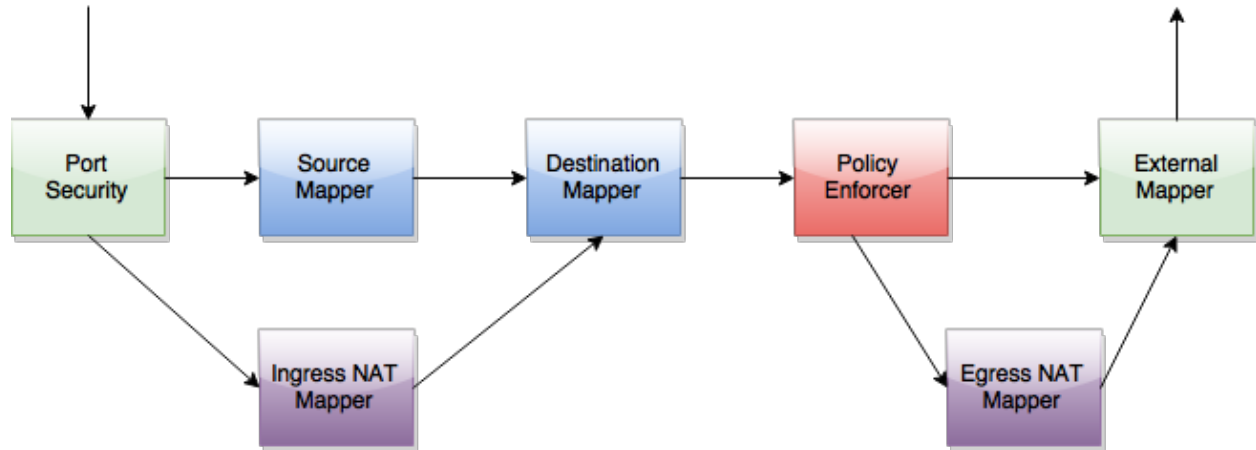 Port
Security
Source
Mapper
Destination
Mapper
Policy
Enforcer
External
Mapper
Ingress NAT
Mapper
Egress NAT
Mapper